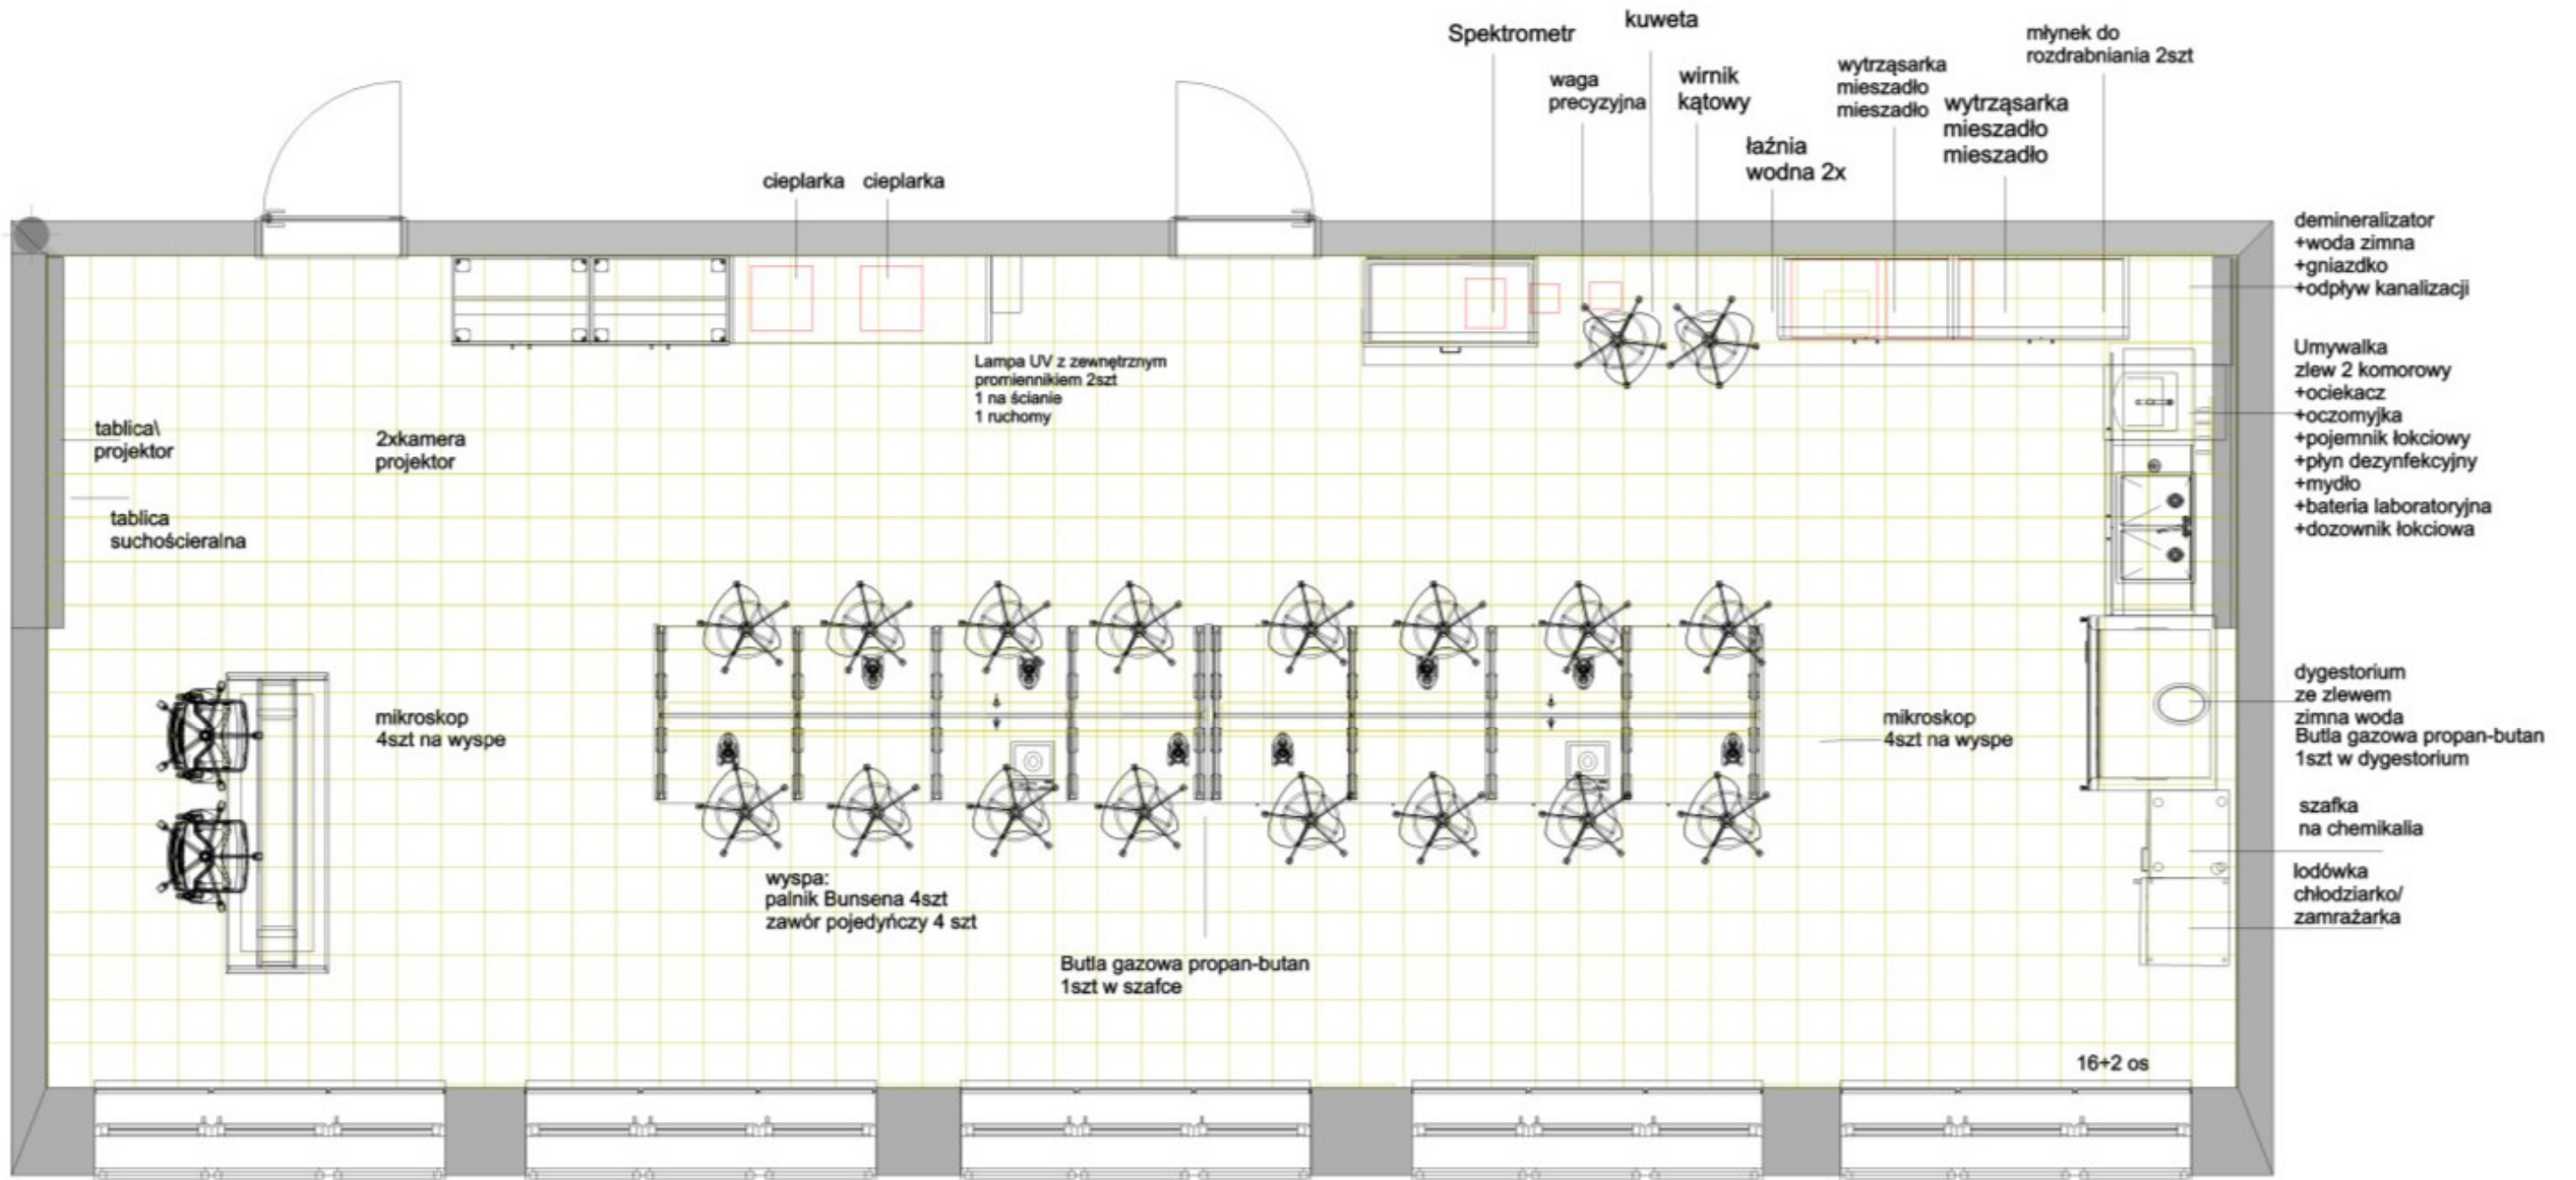 Spektrometr
kuweta
waga
precyzyjna
wirnik
kątowy
łaźnia
wodna 2x
wytrząsarka
mieszadło
mieszadło
wytrząsarka
mieszadło
mieszadło
młynek do
rozdrabniania 2szt
cieplarka
cieplarka
demineralizator
+woda zimna
+gniazdko
+odpływ kanalizacji
Umywalka
zlew 2 komorowy
+ociekacz
+oczomyjka
+pojemnik łokciowy
+płyn dezynfekcyjny
+mydło
+bateria laboratoryjna
+dozownik łokciowa
Lampa UV z zewnętrznym
promiennikiem 2szt
1 na ścianie
1 ruchomy
tablica\
projektor
2xkamera
projektor
tablica
suchościeralna
mikroskop
4szt na wyspe
mikroskop
4szt na wyspe
dygestorium
ze zlewem
zimna woda
Butla gazowa propan-butan
1szt w dygestorium
szafka
na chemikalia
lodówka
chłodziarko/
zamrażarka
wyspa:
palnik Bunsena 4szt
zawór pojedyńczy 4 szt
Butla gazowa propan-butan
1szt w szafce
16+2 os